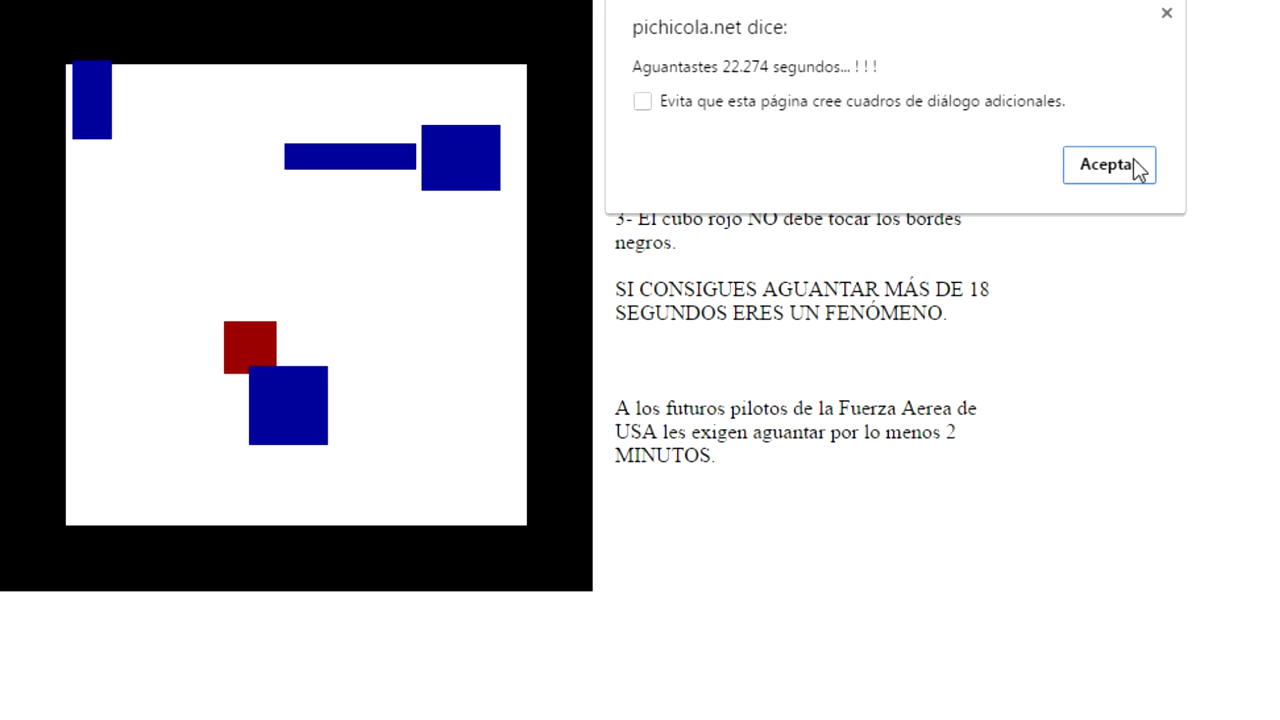 pichicola.net dice:
Aguantastes 22.274 segundos... ! ! !
Evita que esta página cree cuadros de diálogo adicionales.
Acepta
3- El cubo rojo NO debe tocar los bordes
negros.
SI CONSIGUES AGUANTAR MÁS DE 18
SEGUNDOS ERES UN FENÓMENO.
A los futuros pilotos de la Fuerza Aerea de
USA les exigen aguantar por lo menos 2
MINUTOS.